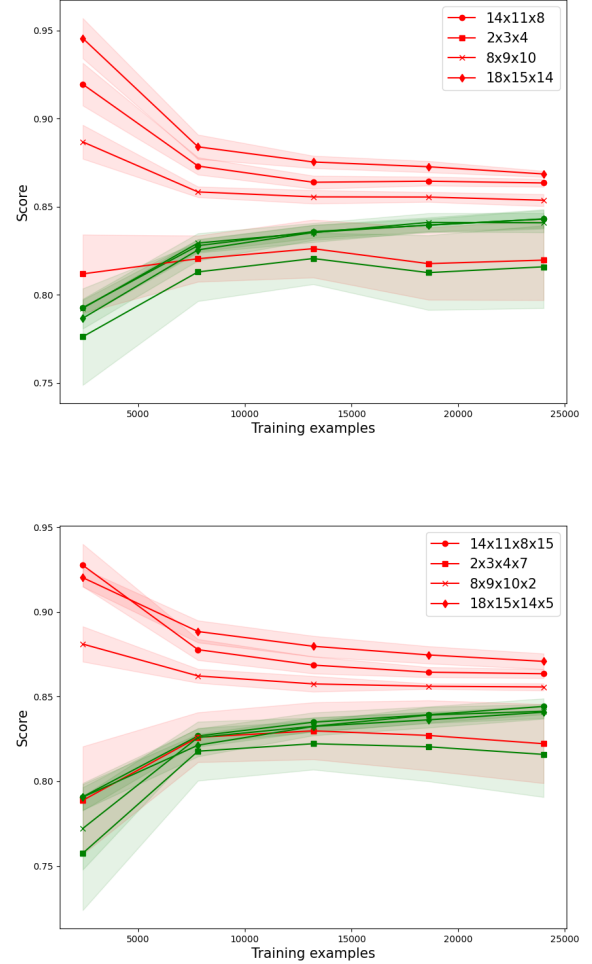 0.95
0.90
0.85
0.80
0.75
Score
14x11x8
2x3x4
8x9x10
18x15x14
5000 10000 15000 20000 25000
Training examples
0.95
0.90
0.85
0.80
0.75
Score
14x11x8x15
2x3x4x7
8x9x10x2
18x15x14x5
5000 10000 15000 20000 25000
Training examples